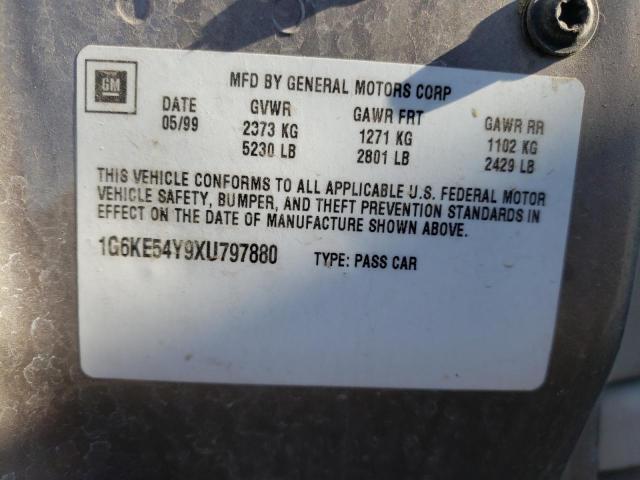 GM
MFD BY GENERAL MOTORS CORP
DATE GVWR GAWR FRT GAWR RR
05/99 2373 KG 1271 KG 1102 KG
5230 LB 2801 LB 2429 LB
THIS VEHICLE CONFORMS TO ALL APPLICABLE U.S. FEDERAL MOTOR
VEHICLE SAFETY, BUMPER, AND THEFT PREVENTION STANDARDS IN
EFFECT ON THE DATE OF MANUFACTURE SHOWN ABOVE.
1G6KE54Y9XU797880 TYPE: PASS CAR